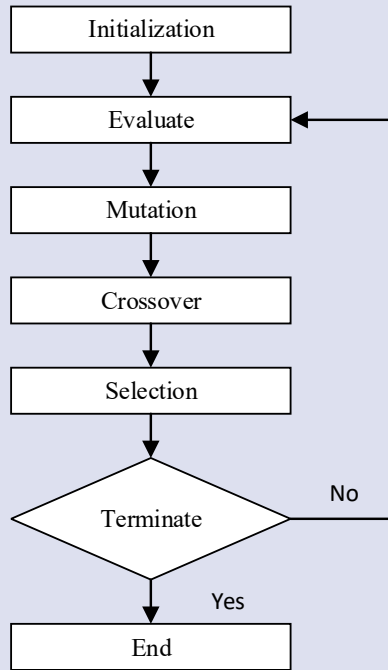 Initialization
Evaluate
Mutation
Crossover
Selection
Terminate
No
Yes
End